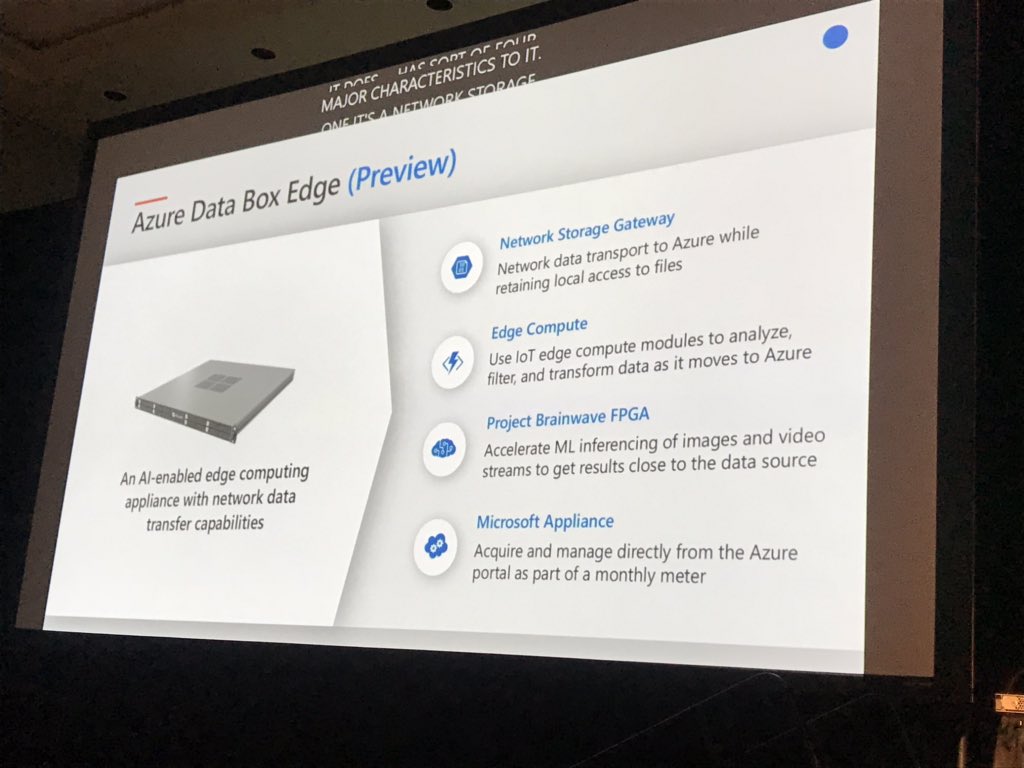 IT DOES HAS SORT OF FOUR
MAJOR CHARACTERISTICS TO IT.
ONE IT'S A NETWORK STORAGE
Azure Data Box Edge (Preview)
An AI-enabled edge computing
appliance with network data
transfer capabilities
Network Storage Gateway
Network data transport to Azure while
retaining local access to files
Edge Compute
Use IoT edge compute modules to analyze,
filter, and transform data as it moves to Azure
Project Brainwave FPGA
Accelerate ML inferencing of images and video
streams to get results close to the data source
Microsoft Appliance
Acquire and manage directly from the Azure
portal as part of a monthly meter